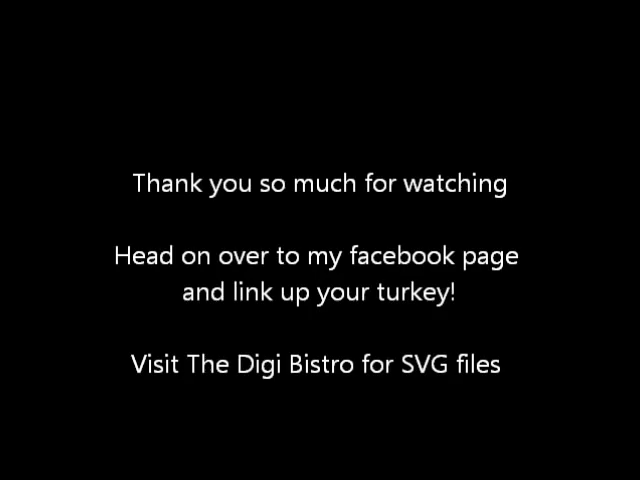 Thank you so much for watching
Head on over to my facebook page
and link up your turkey!
Visit The Digi Bistro for SVG files